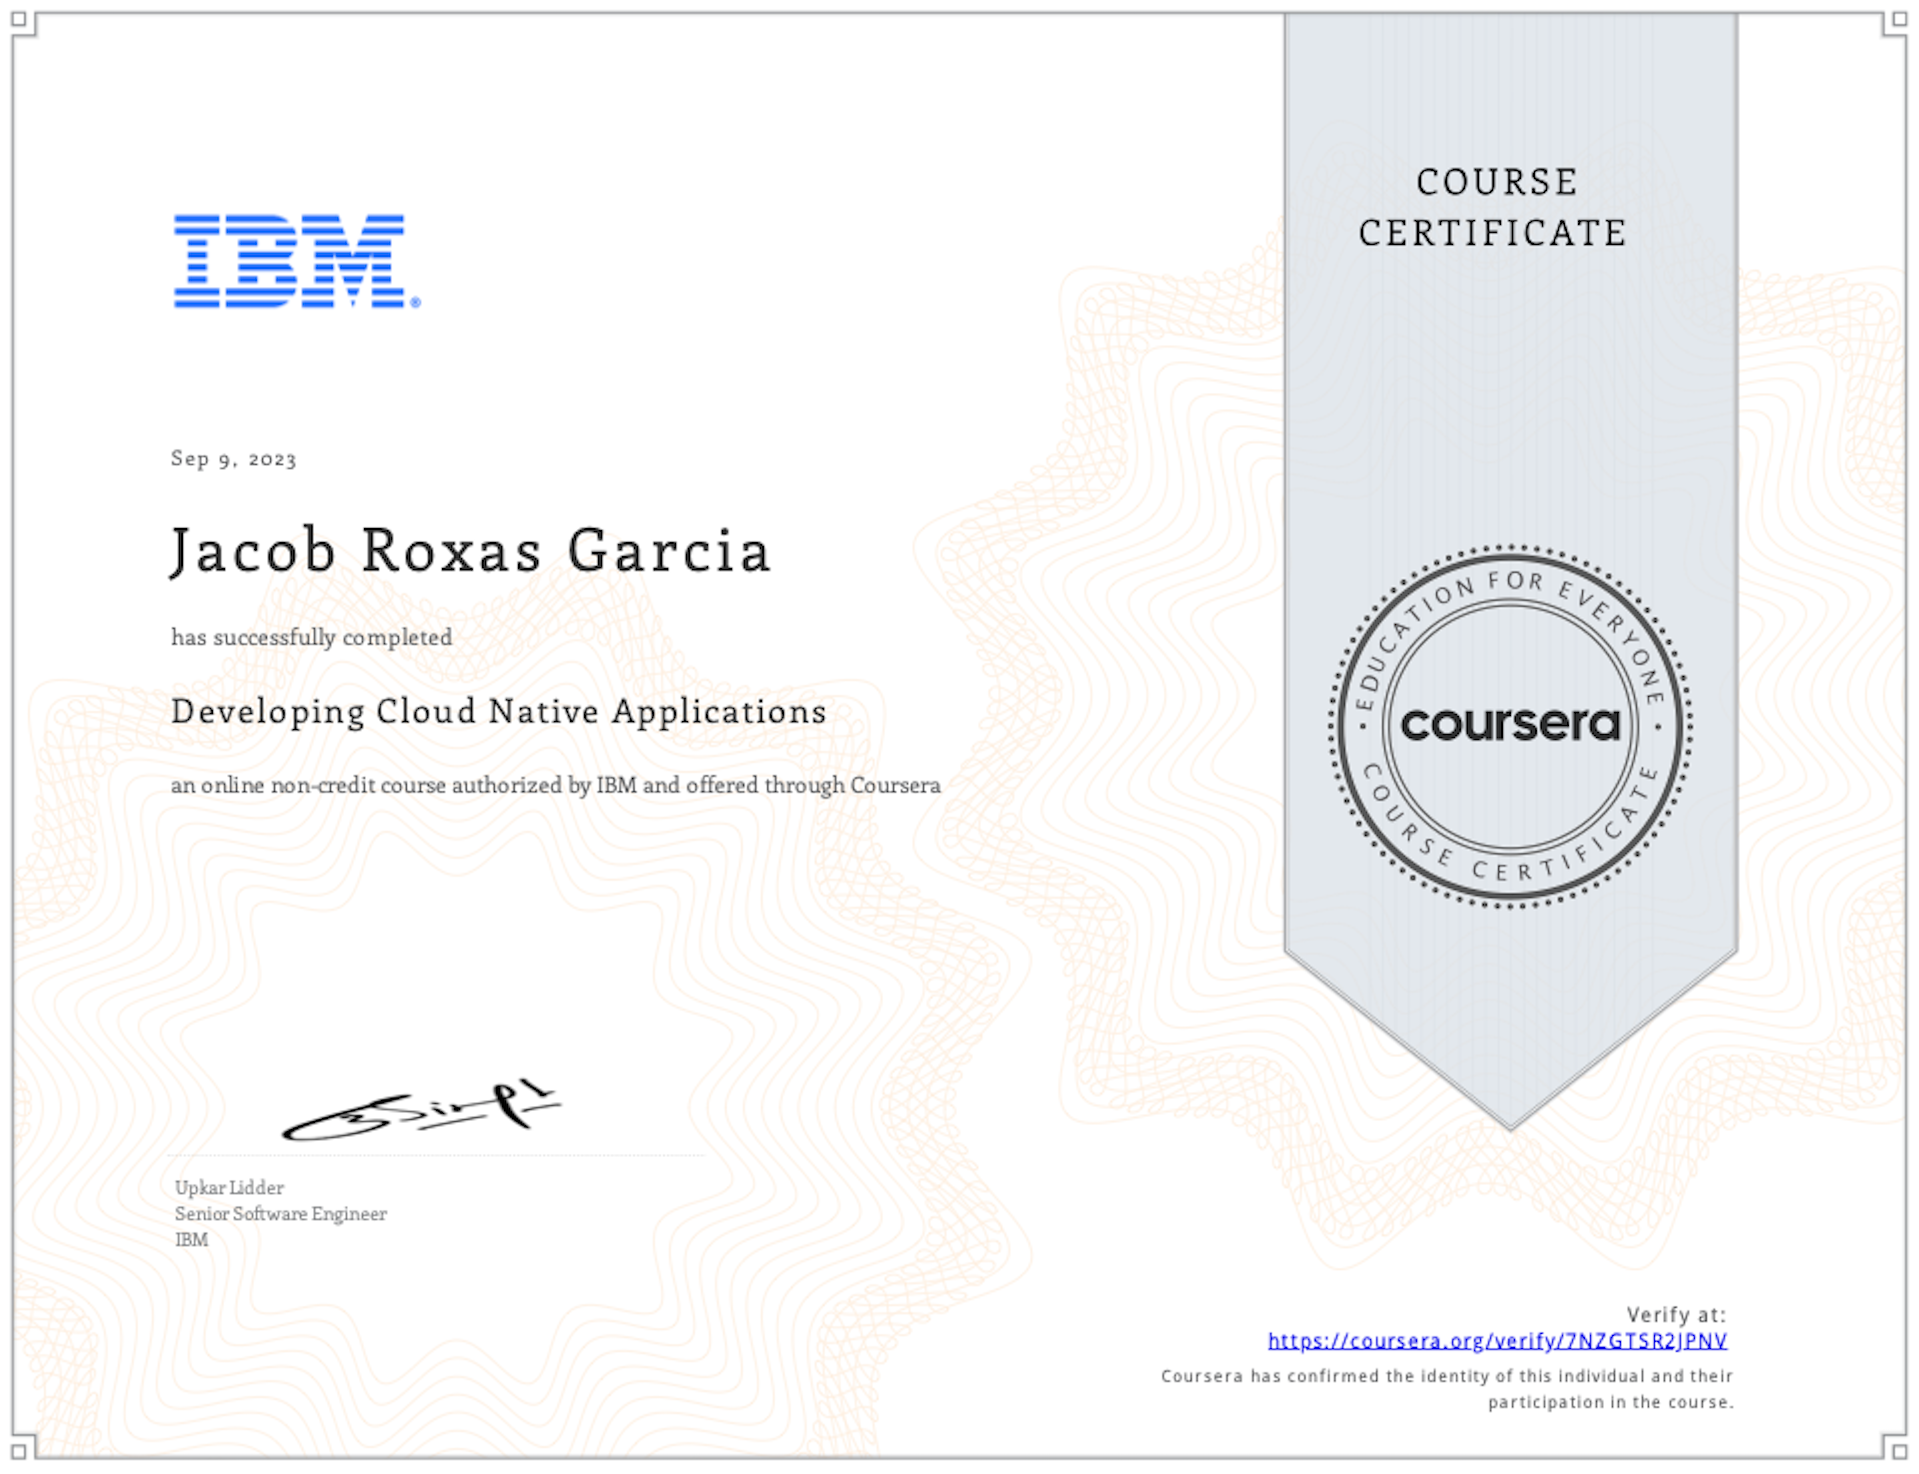 COURSE
CERTIFICATE
IBM®
Sep 9, 2023
Jacob Roxas Garcia
has successfully completed
Developing Cloud Native Applications
an online non-credit course authorized by IBM and offered through Coursera
EDUCATION FOR EVERYONE
coursera
COURSE CERTIFICATE
Upkar Lidder
Senior Software Engineer
IBM
Verify at:
https://coursera.org/verify/7NZGTSR2JPNV
Coursera has confirmed the identity of this individual and their
participation in the course.